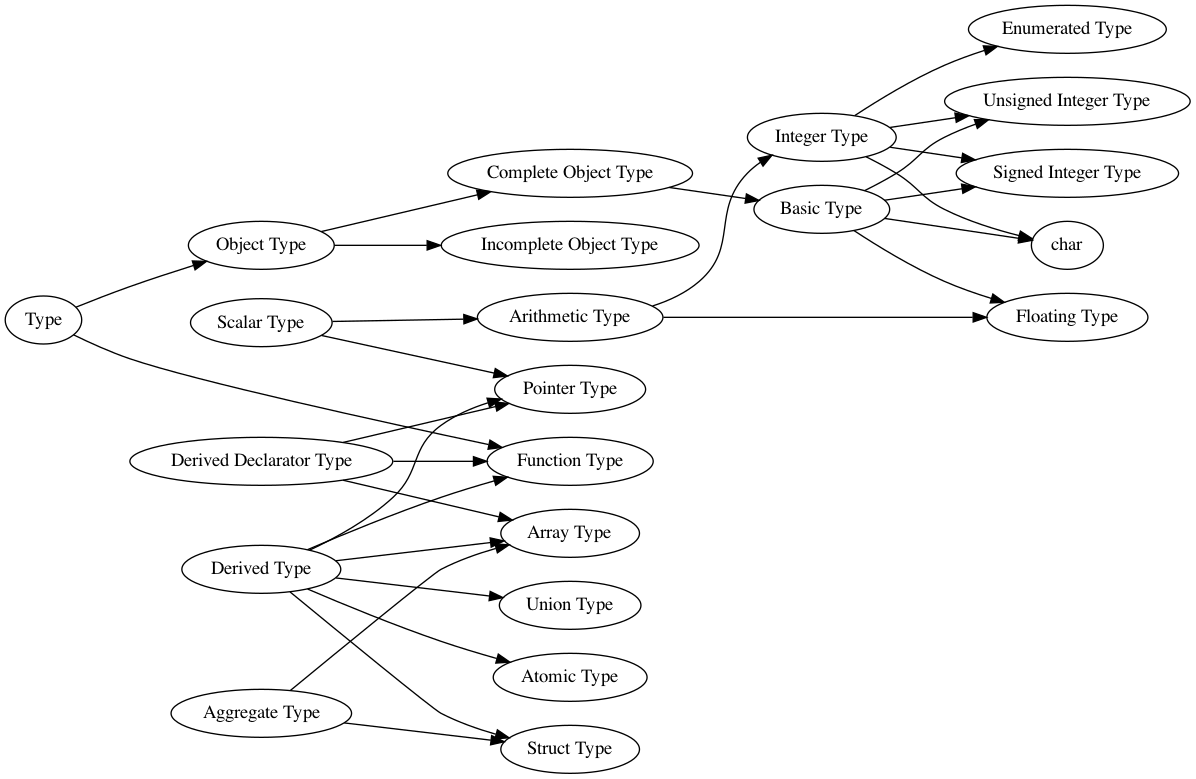 Type
Object Type
Scalar Type
Derived Declarator Type
Derived Type
Aggregate Type
Complete Object Type
Incomplete Object Type
Arithmetic Type
Pointer Type
Function Type
Array Type
Union Type
Atomic Type
Struct Type
Integer Type
Basic Type
Enumerated Type
Unsigned Integer Type
Signed Integer Type
char
Floating Type